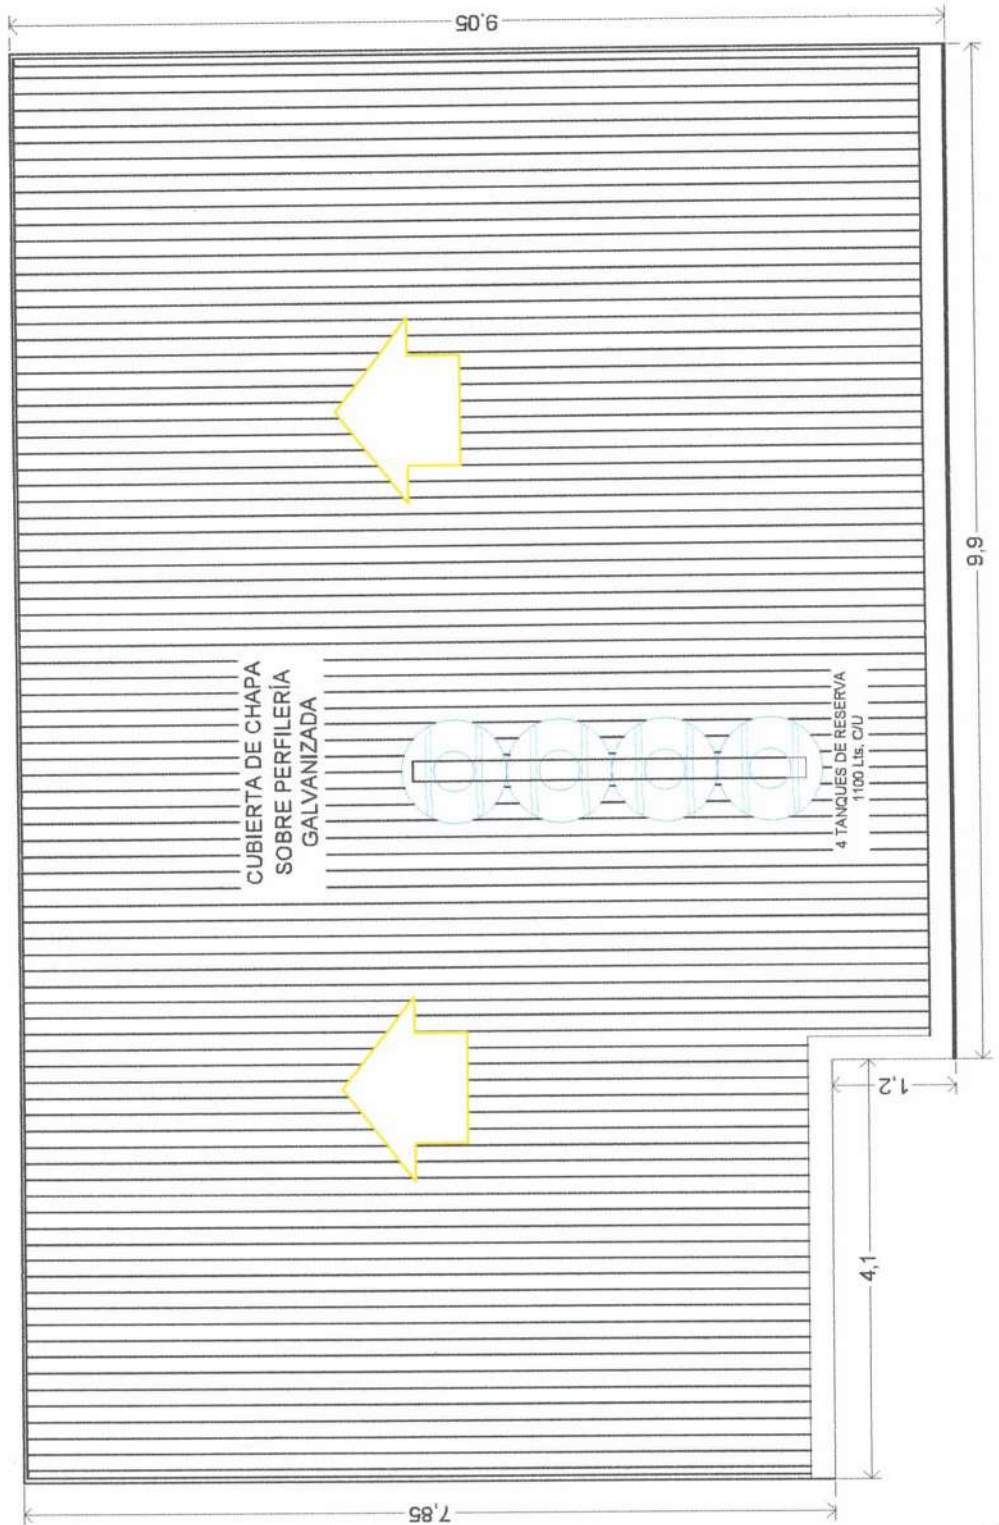 9,05
CUBIERTA DE CHAPA
SOBRE PERFILERÍA
GALVANIZADA
4 TANQUES DE RESERVA
1100 Lts. C/U
9,9
1,2
4,1
7,85